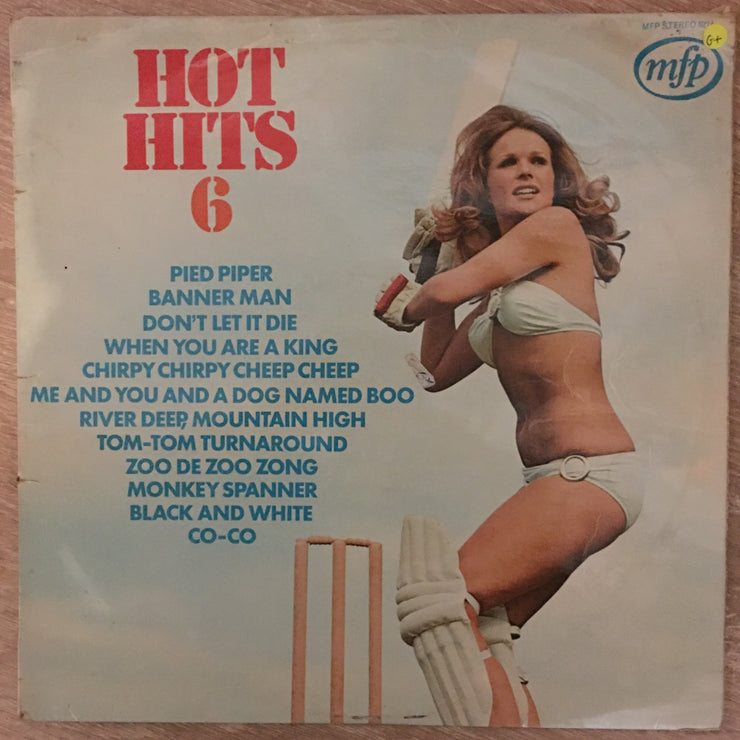 HOT
HITS
6
MFP STEREO
G+
mfp
PIED PIPER
BANNER MAN
DON'T LET IT DIE
WHEN YOU ARE A KING
CHIRPY CHIRPY CHEEP CHEEP
ME AND YOU AND A DOG NAMED BOO
RIVER DEEP, MOUNTAIN HIGH
TOM-TOM TURNAROUND
ZOO DE ZOO ZONG
MONKEY SPANNER
BLACK AND WHITE
CO-CO